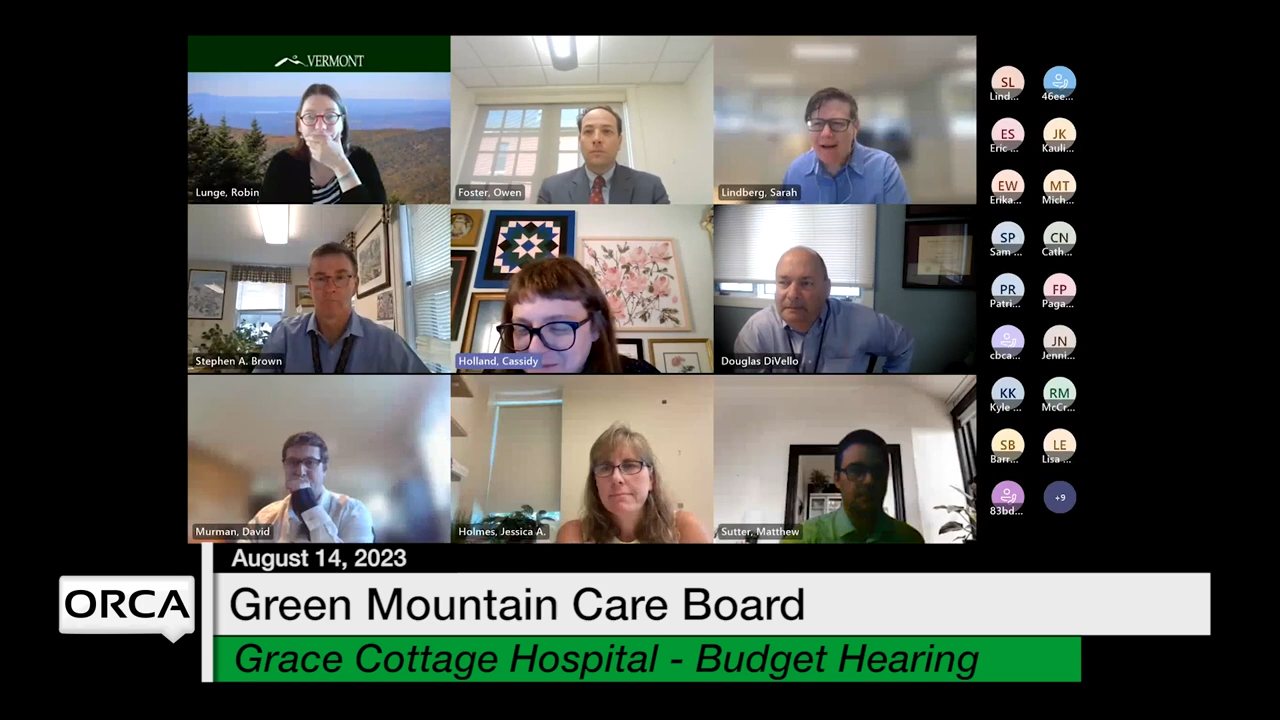 VERMONT
Lunge, Robin
Foster, Owen
Lindberg, Sarah
Stephen A. Brown
Holland, Cassidy
Douglas DiVello
Murman, David
Holmes, Jessica A.
Sutter, Matthew
SL
Lind...
46ee...
ES
Eric ...
JK
Kauli...
EW
Erika...
MT
Mich...
SP
Sam ...
CN
Cath...
PR
Patri...
FP
Paga...
cbca...
JN
Jenni...
KK
Kyle ...
RM
McCr...
SB
Barr...
LE
Lisa ...
83bd...
+9
August 14, 2023
ORCA
Green Mountain Care Board
Grace Cottage Hospital - Budget Hearing